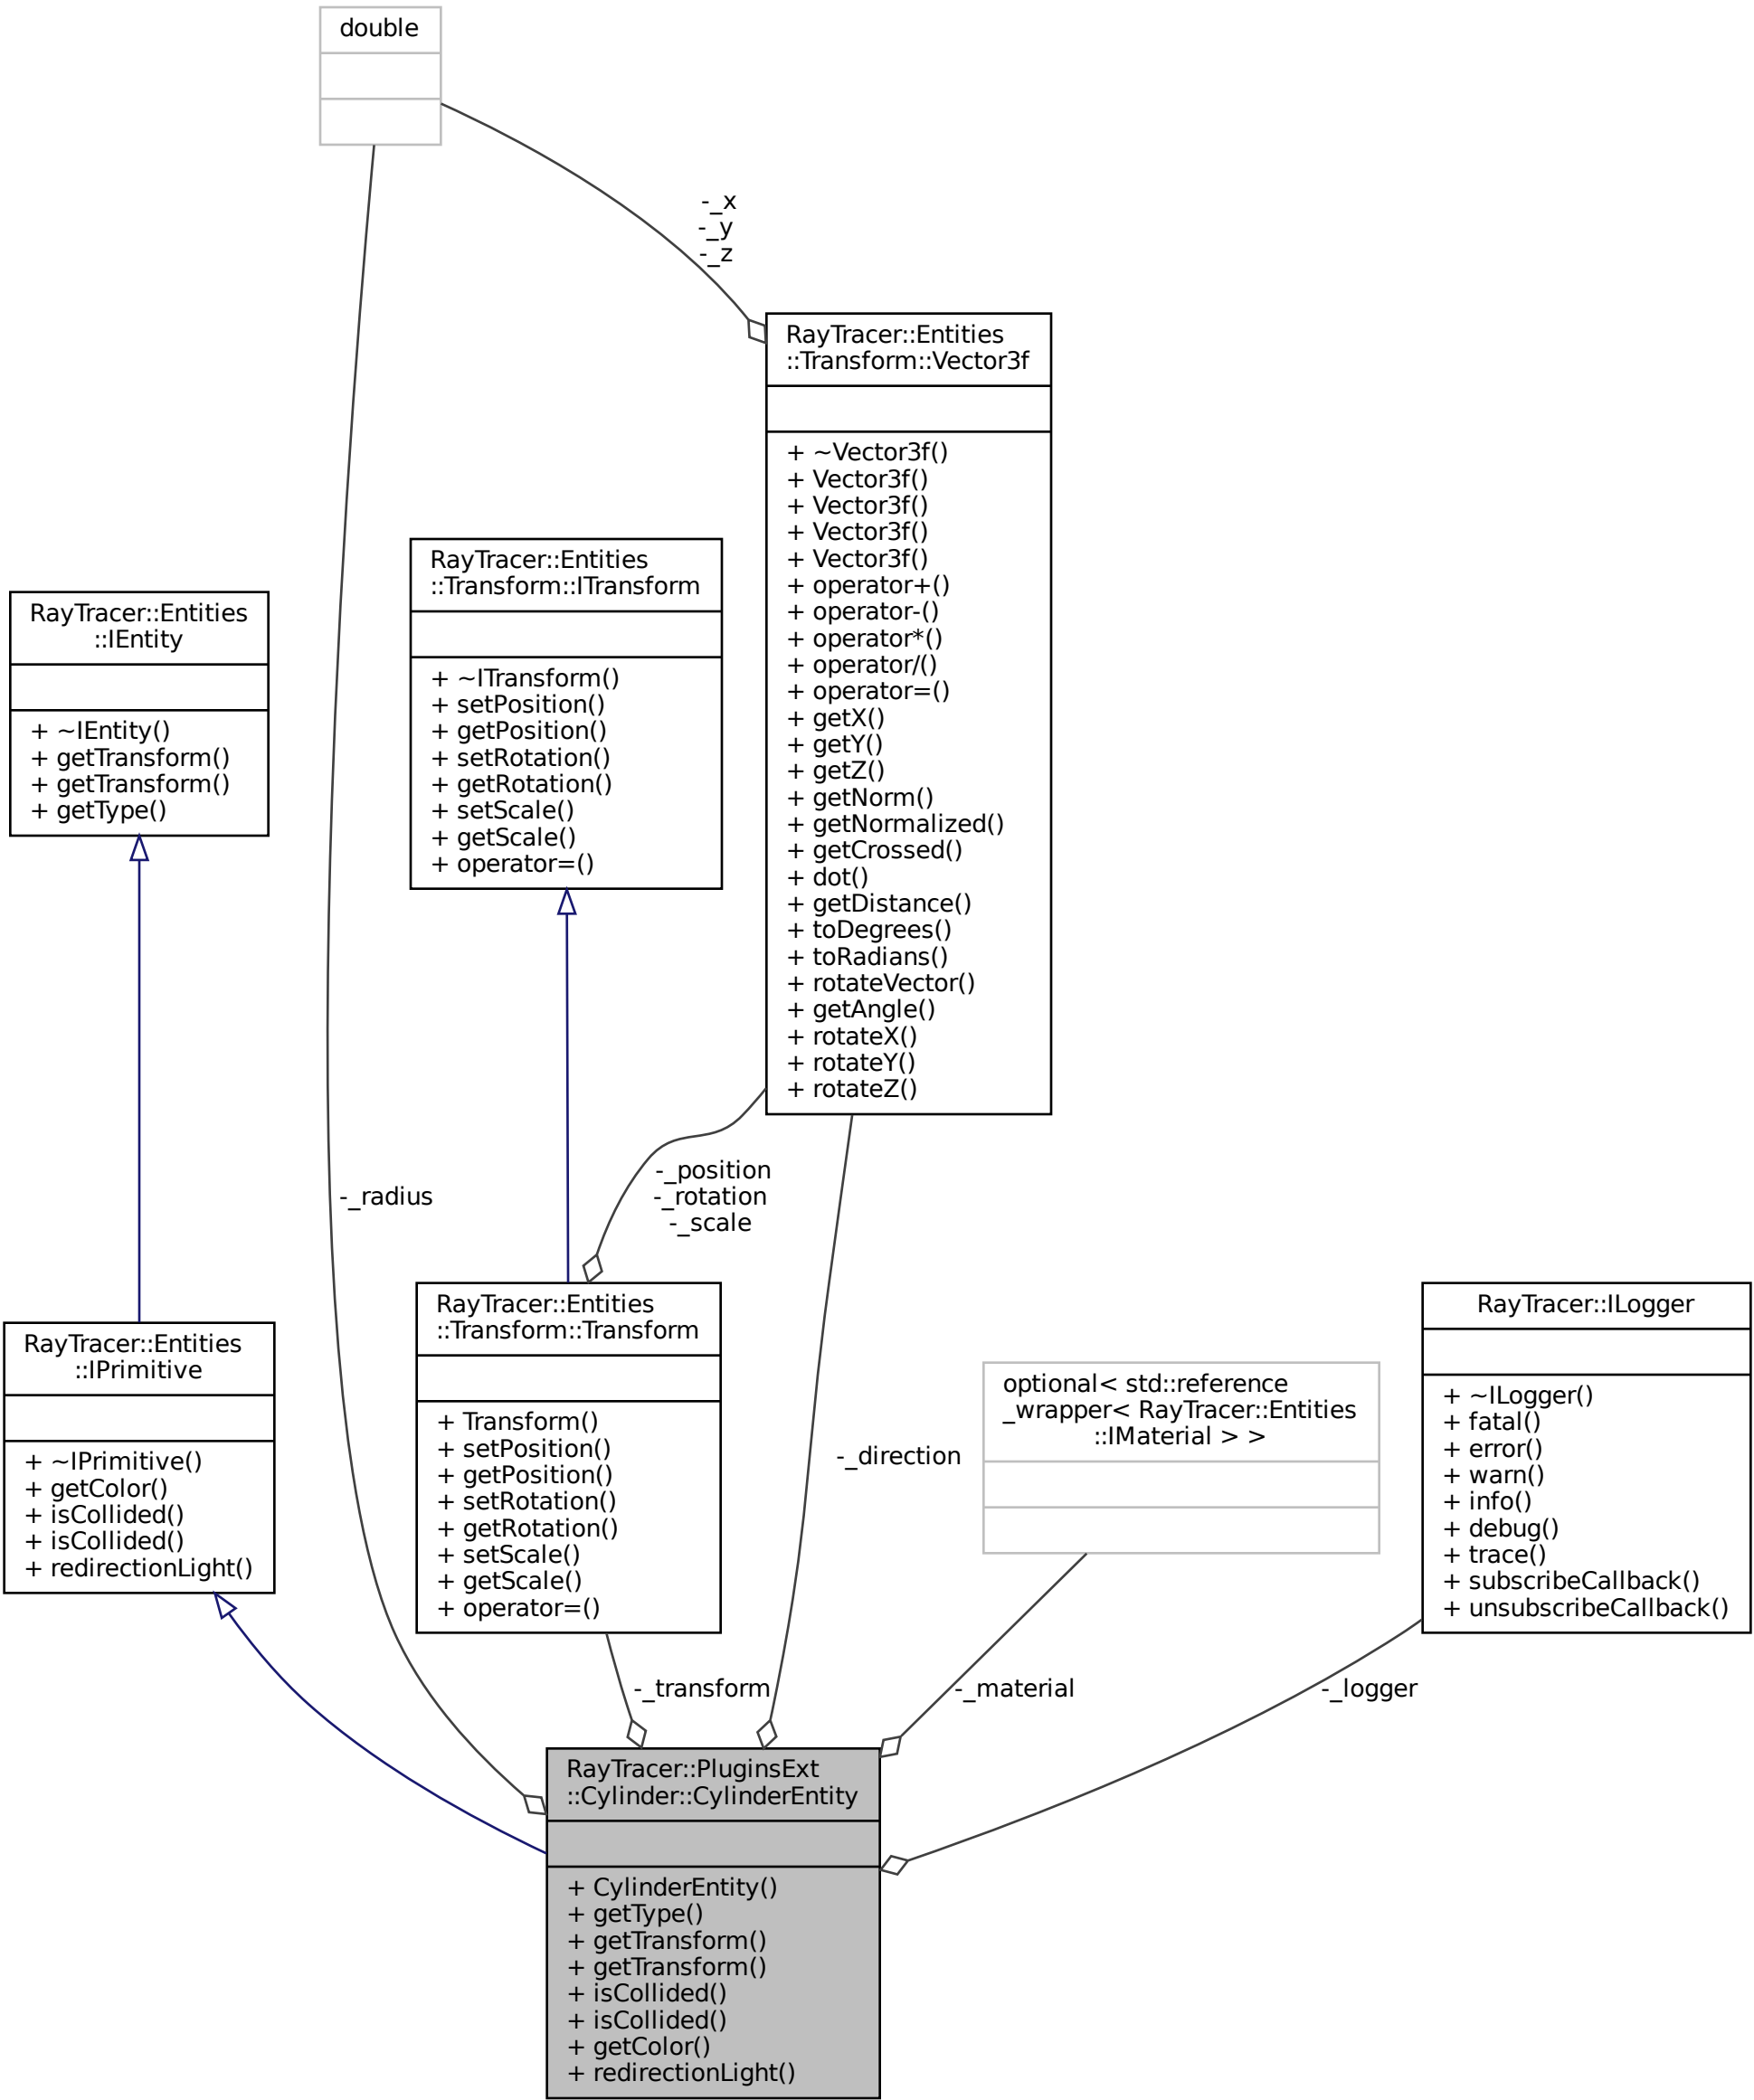 double
-_x
-_y
-_z
RayTracer::Entities
::Transform::Vector3f
+ ~Vector3f()
+ Vector3f()
+ Vector3f()
+ Vector3f()
+ Vector3f()
+ operator+()
+ operator-()
+ operator*()
+ operator/()
+ operator=()
+ getX()
+ getY()
+ getZ()
+ getNorm()
+ getNormalized()
+ getCrossed()
+ dot()
+ getDistance()
+ toDegrees()
+ toRadians()
+ rotateVector()
+ getAngle()
+ rotateX()
+ rotateY()
+ rotateZ()
RayTracer::Entities
::Transform::ITransform
+ ~ITransform()
+ setPosition()
+ getPosition()
+ setRotation()
+ getRotation()
+ setScale()
+ getScale()
+ operator=()
RayTracer::Entities
::IEntity
+ ~IEntity()
+ getTransform()
+ getTransform()
+ getType()
-_radius
-_position
-_rotation
-_scale
RayTracer::Entities
::IPrimitive
+ ~IPrimitive()
+ getColor()
+ isCollided()
+ isCollided()
+ redirectionLight()
RayTracer::Entities
::Transform::Transform
+ Transform()
+ setPosition()
+ getPosition()
+ setRotation()
+ getRotation()
+ setScale()
+ getScale()
+ operator=()
-_direction
optional< std::reference
_wrapper< RayTracer::Entities
::IMaterial > >
RayTracer::ILogger
+ ~ILogger()
+ fatal()
+ error()
+ warn()
+ info()
+ debug()
+ trace()
+ subscribeCallback()
+ unsubscribeCallback()
-_transform
-_material
-_logger
RayTracer::PluginsExt
::Cylinder::CylinderEntity
+ CylinderEntity()
+ getType()
+ getTransform()
+ getTransform()
+ isCollided()
+ isCollided()
+ getColor()
+ redirectionLight()